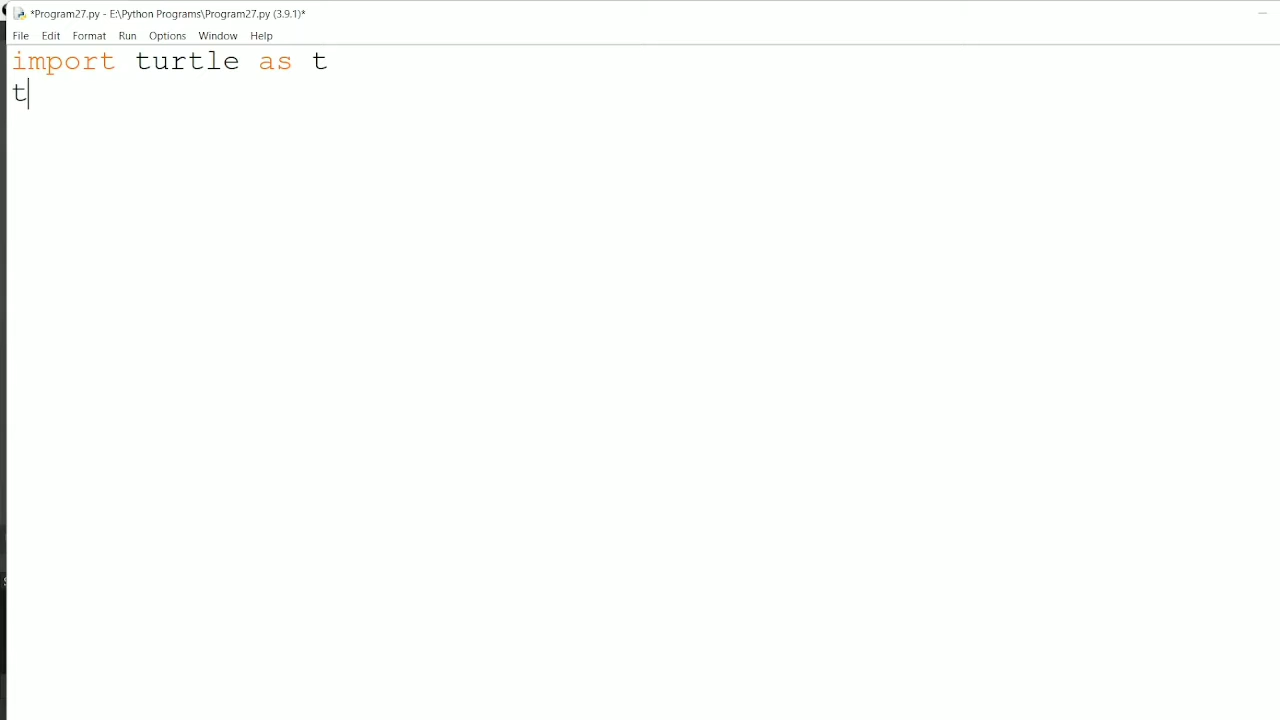 *Program27.py - E:\Python Programs\Program27.py (3.9.1)*
File Edit Format Run Options Window Help
import turtle as t
t